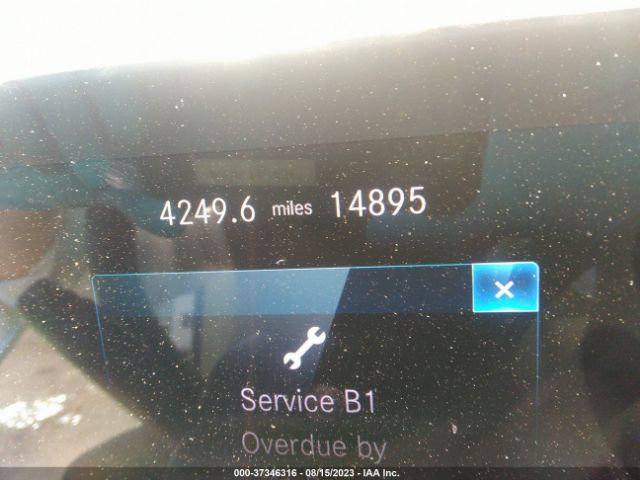 4249.6 miles 14895
×
Service B1
Overdue by
000-37346316 - 08/15/2023 - IAA Inc.